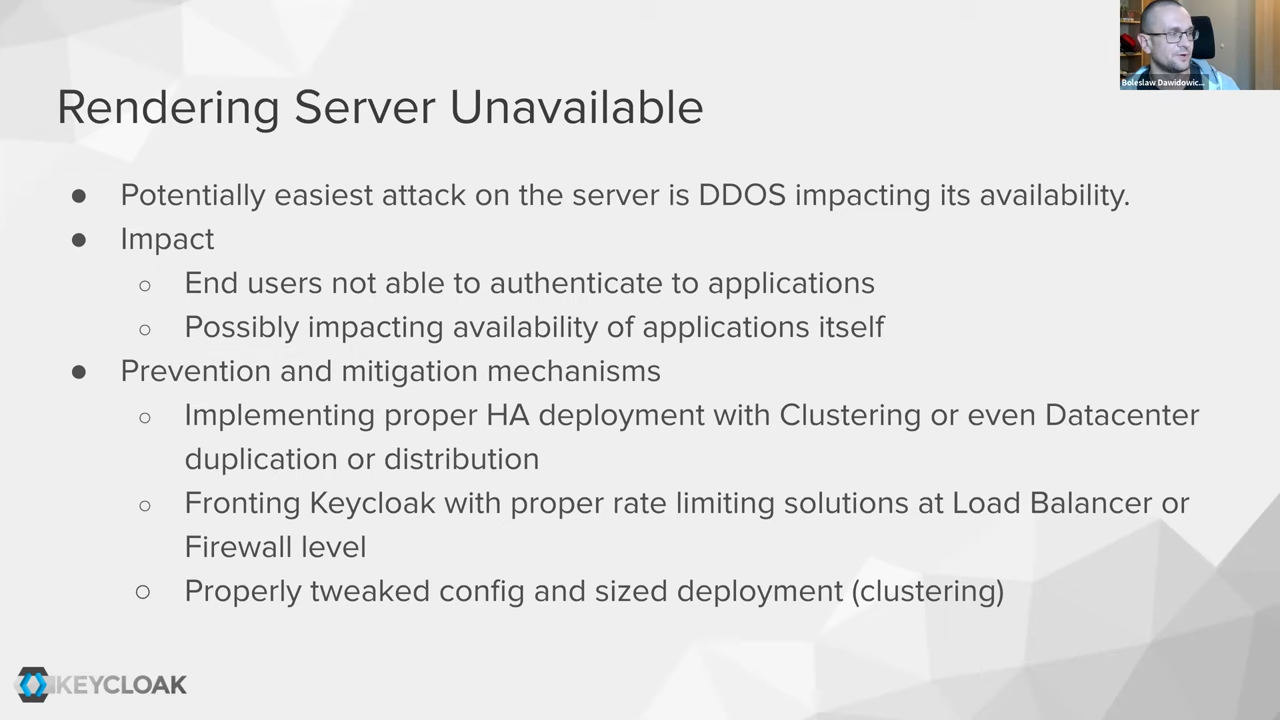 Boleslaw Dawidowic...
Rendering Server Unavailable
● Potentially easiest attack on the server is DDOS impacting its availability.
● Impact
○ End users not able to authenticate to applications
○ Possibly impacting availability of applications itself
● Prevention and mitigation mechanisms
○ Implementing proper HA deployment with Clustering or even Datacenter
duplication or distribution
○ Fronting Keycloak with proper rate limiting solutions at Load Balancer or
Firewall level
○ Properly tweaked config and sized deployment (clustering)
KEYCLOAK